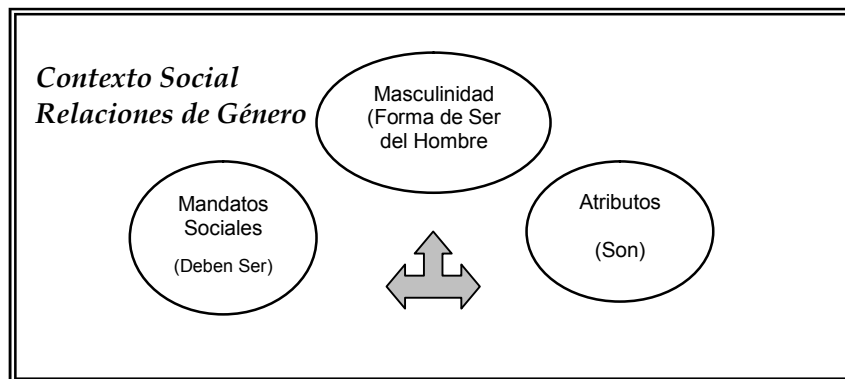 Contexto Social
Relaciones de Género
Masculinidad
(Forma de Ser
del Hombre
Mandatos
Sociales
(Deben Ser)
Atributos
(Son)